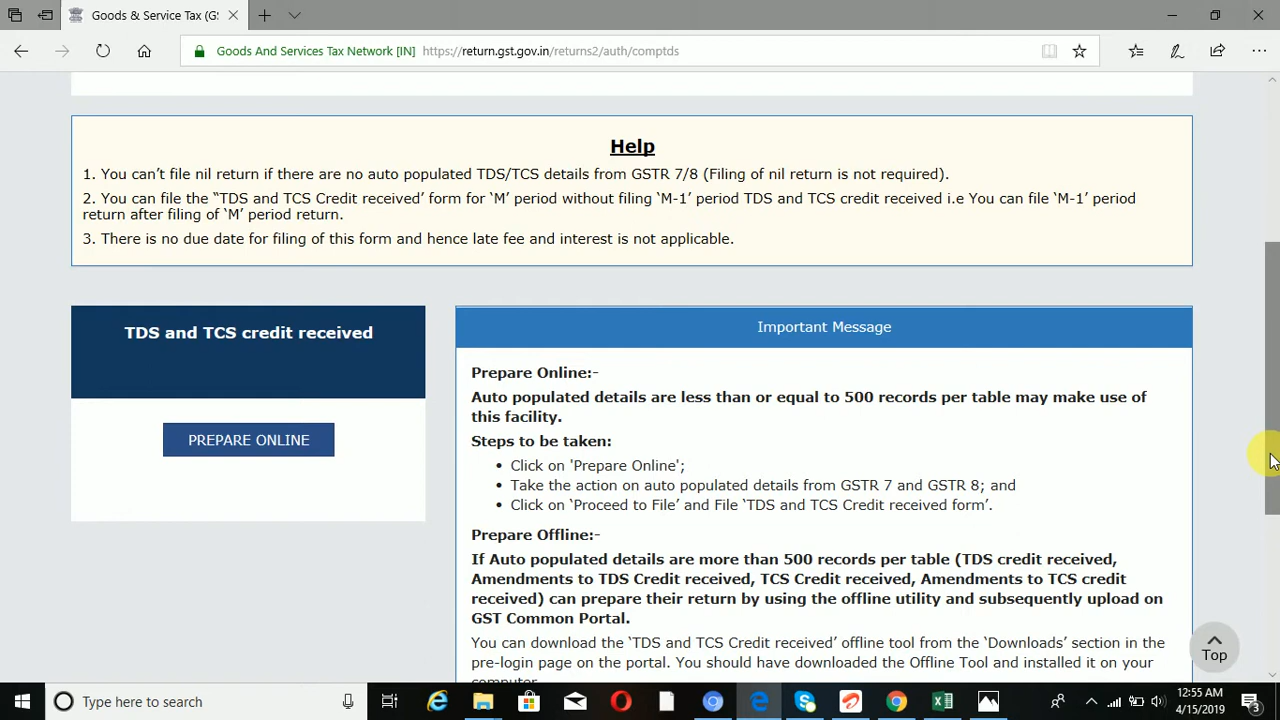 Goods & Service Tax (GS
Goods And Services Tax Network [IN] https://return.gst.gov.in/returns2/auth/comptds
Help
1. You can’t file nil return if there are no auto populated TDS/TCS details from GSTR 7/8 (Filing of nil return is not required).
2. You can file the “TDS and TCS Credit received’ form for ‘M’ period without filing ‘M-1’ period TDS and TCS credit received i.e You can file ‘M-1’ period
return after filing of ‘M’ period return.
3. There is no due date for filing of this form and hence late fee and interest is not applicable.
TDS and TCS credit received
PREPARE ONLINE
Important Message
Prepare Online:-
Auto populated details are less than or equal to 500 records per table may make use of
this facility.
Steps to be taken:
• Click on 'Prepare Online';
• Take the action on auto populated details from GSTR 7 and GSTR 8; and
• Click on ‘Proceed to File’ and File ‘TDS and TCS Credit received form’.
Prepare Offline:-
If Auto populated details are more than 500 records per table (TDS credit received,
Amendments to TDS Credit received, TCS Credit received, Amendments to TCS credit
received) can prepare their return by using the offline utility and subsequently upload on
GST Common Portal.
You can download the ‘TDS and TCS Credit received’ offline tool from the ‘Downloads’ section in the
pre-login page on the portal. You should have downloaded the Offline Tool and installed it on your
computer.
Top
Type here to search
12:55 AM
4/15/2019
3